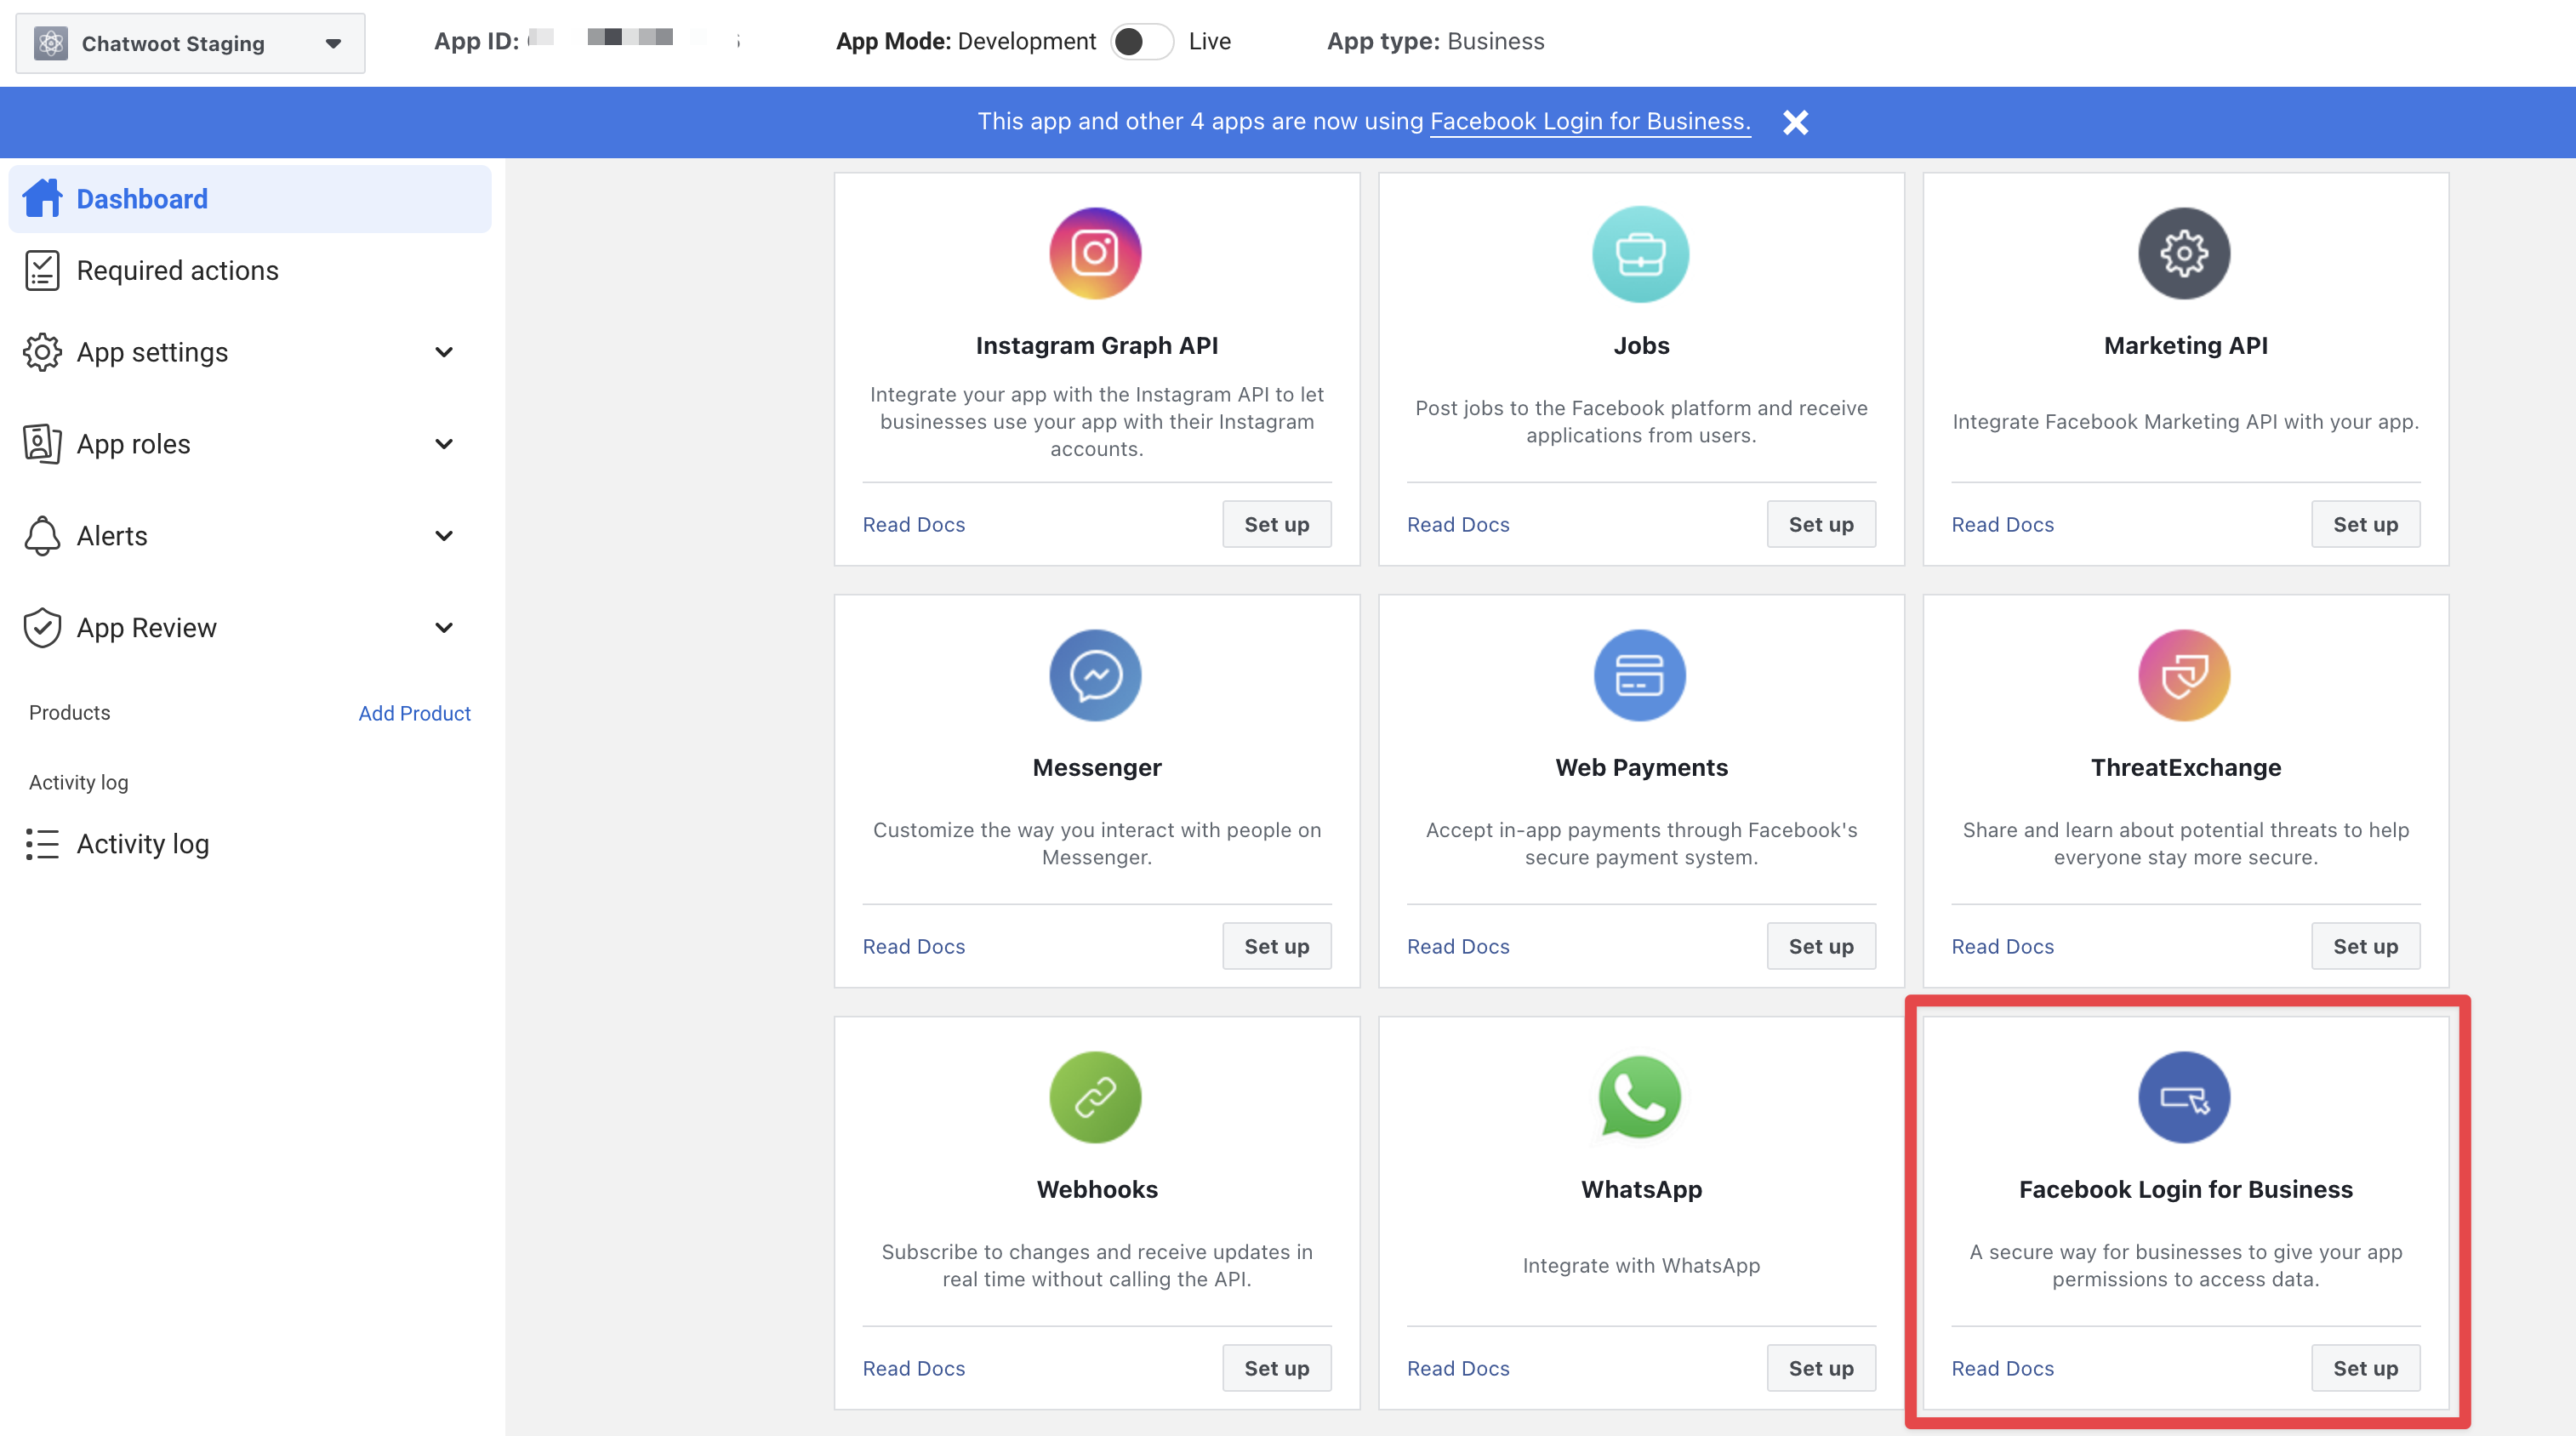 Chatwoot Staging
App ID:
App Mode: Development
Live
App type: Business
This app and other 4 apps are now using Facebook Login for Business.
Dashboard
Required actions
App settings
App roles
Alerts
App Review
Products
Add Product
Activity log
Activity log
Instagram Graph API
Integrate your app with the Instagram API to let
businesses use your app with their Instagram
accounts.
Read Docs
Set up
Jobs
Post jobs to the Facebook platform and receive
applications from users.
Read Docs
Set up
Marketing API
Integrate Facebook Marketing API with your app.
Read Docs
Set up
Messenger
Customize the way you interact with people on
Messenger.
Read Docs
Set up
Web Payments
Accept in-app payments through Facebook's
secure payment system.
Read Docs
Set up
ThreatExchange
Share and learn about potential threats to help
everyone stay more secure.
Read Docs
Set up
Webhooks
Subscribe to changes and receive updates in
real time without calling the API.
Read Docs
Set up
WhatsApp
Integrate with WhatsApp
Read Docs
Set up
Facebook Login for Business
A secure way for businesses to give your app
permissions to access data.
Read Docs
Set up